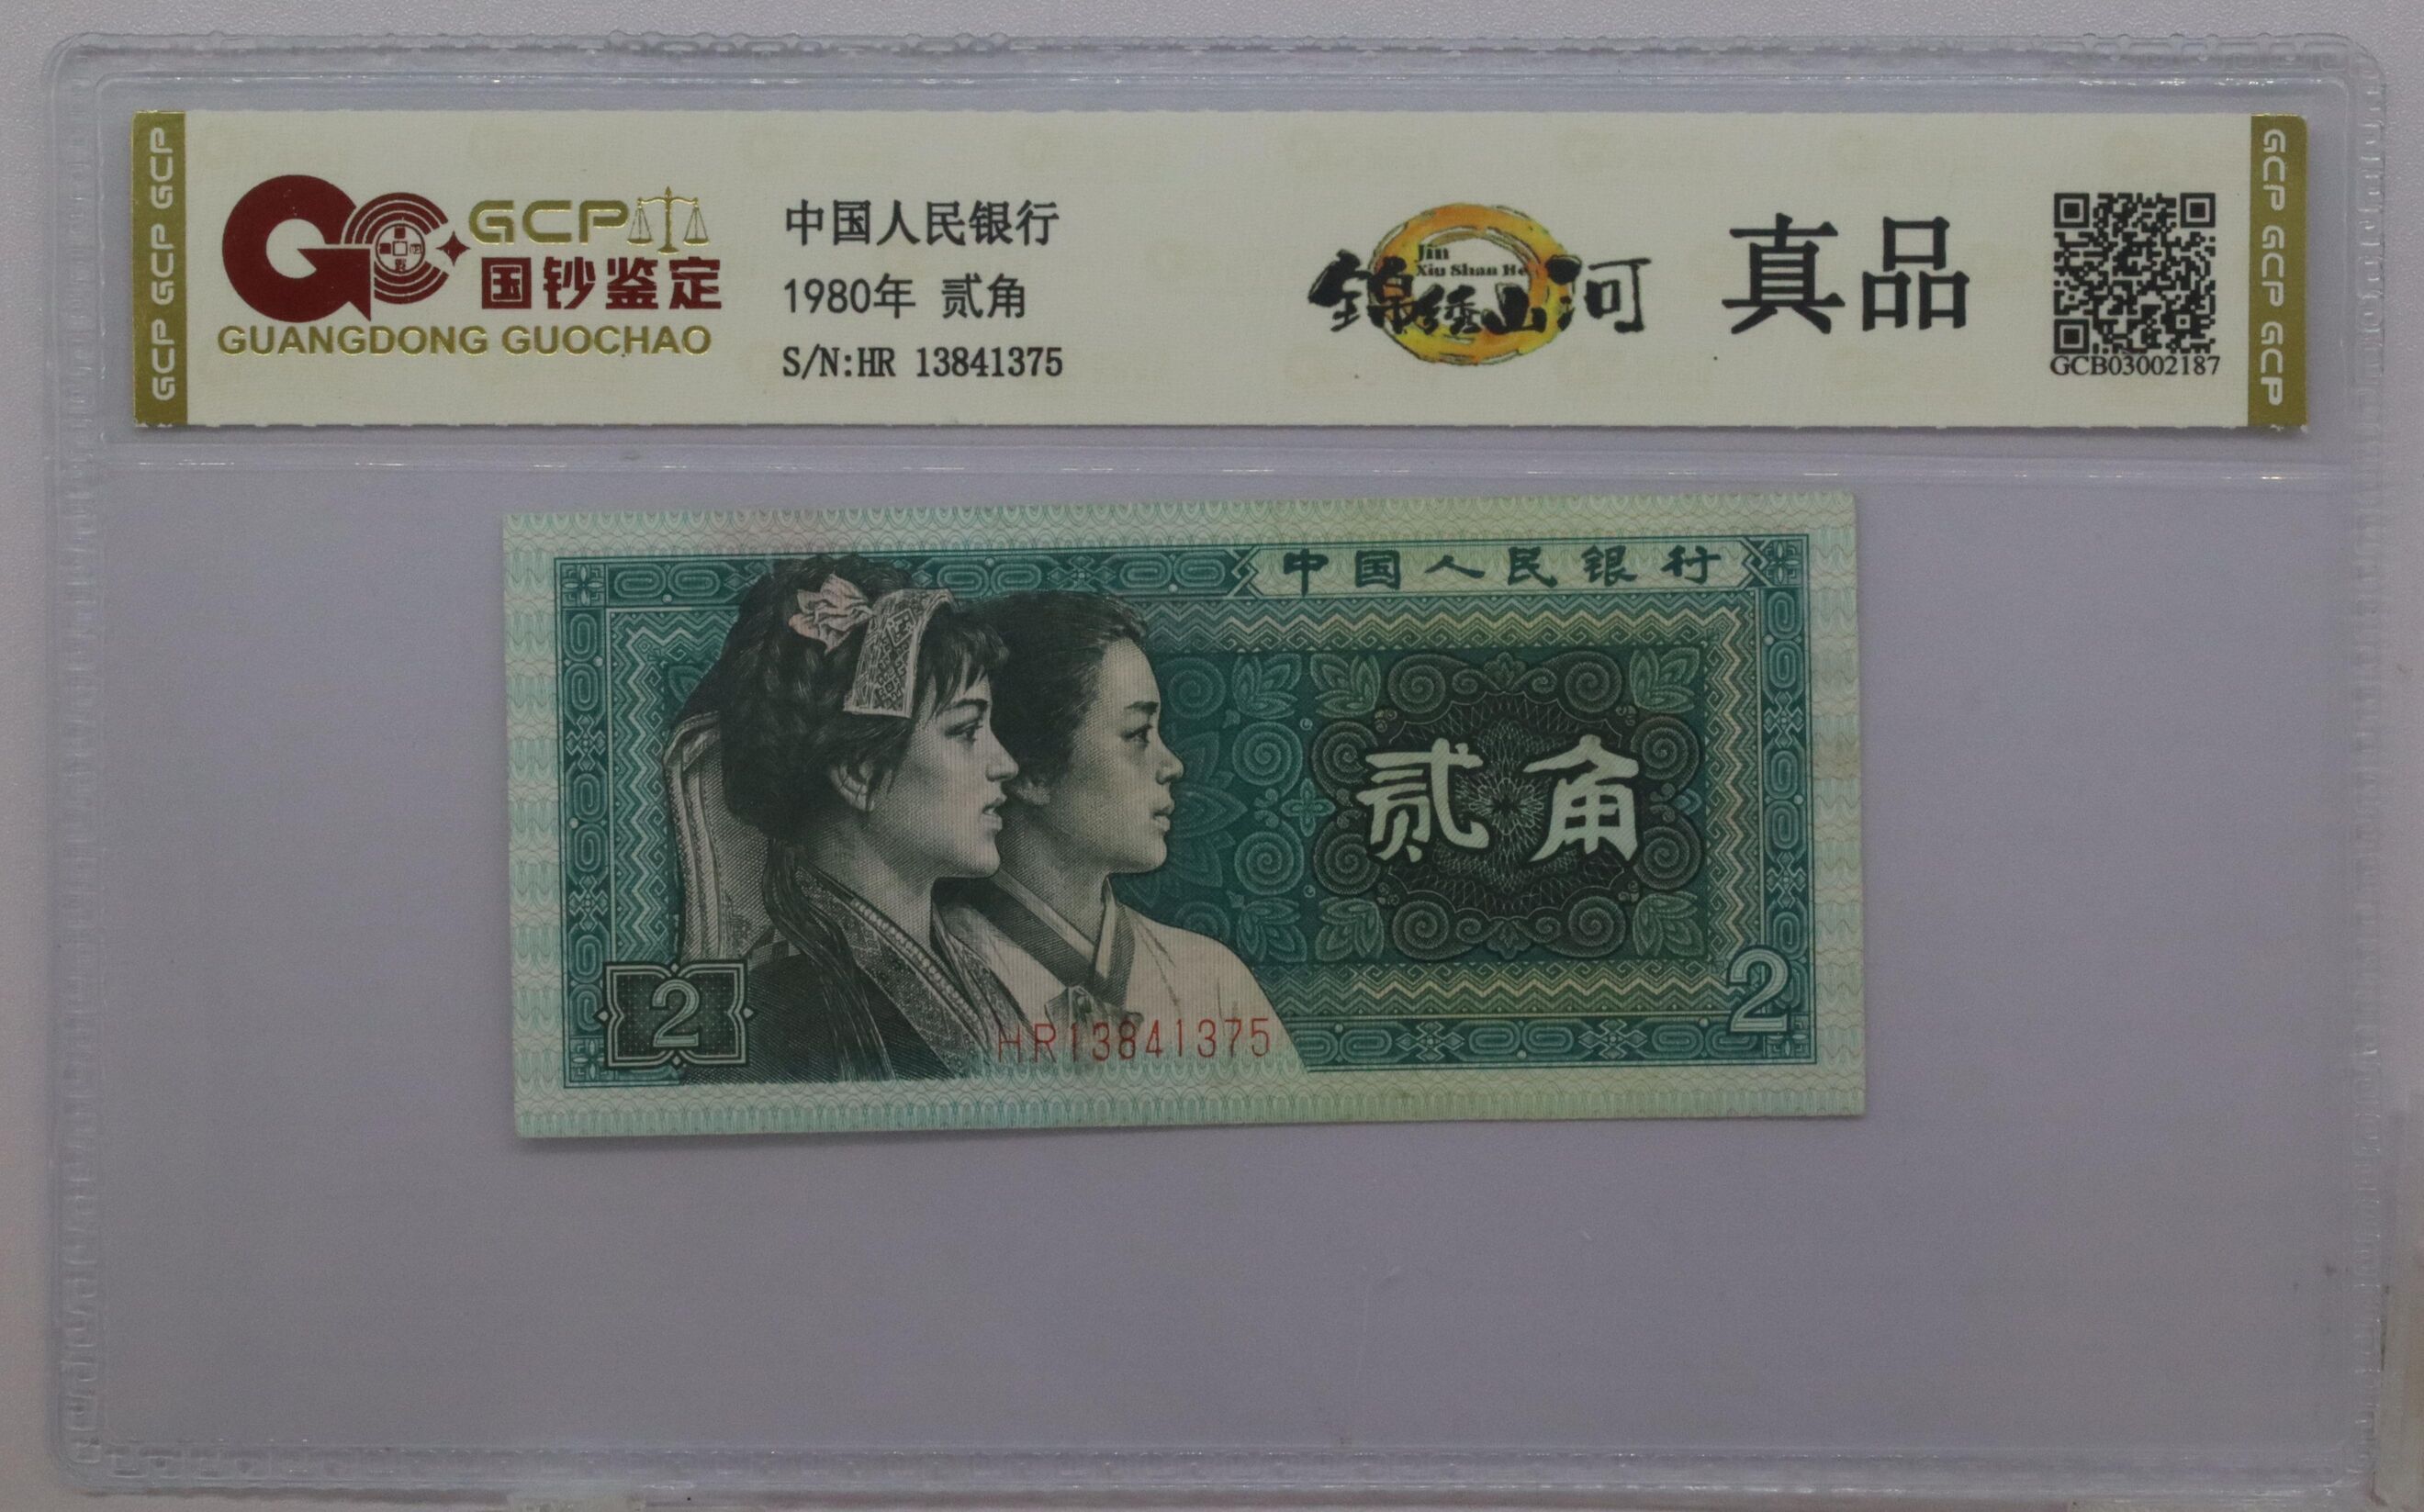 GCP GCP GCP
GCP
国钞鉴定
GUANGDONG GUOCHAO
中国人民银行
1980年 贰角
S/N:HR 13841375
Jin
Xiu Shan He
锦绣山河
真品
GCB03002187
GCP GCP GCP
中国人民银行
贰角
2
2
HR13841375